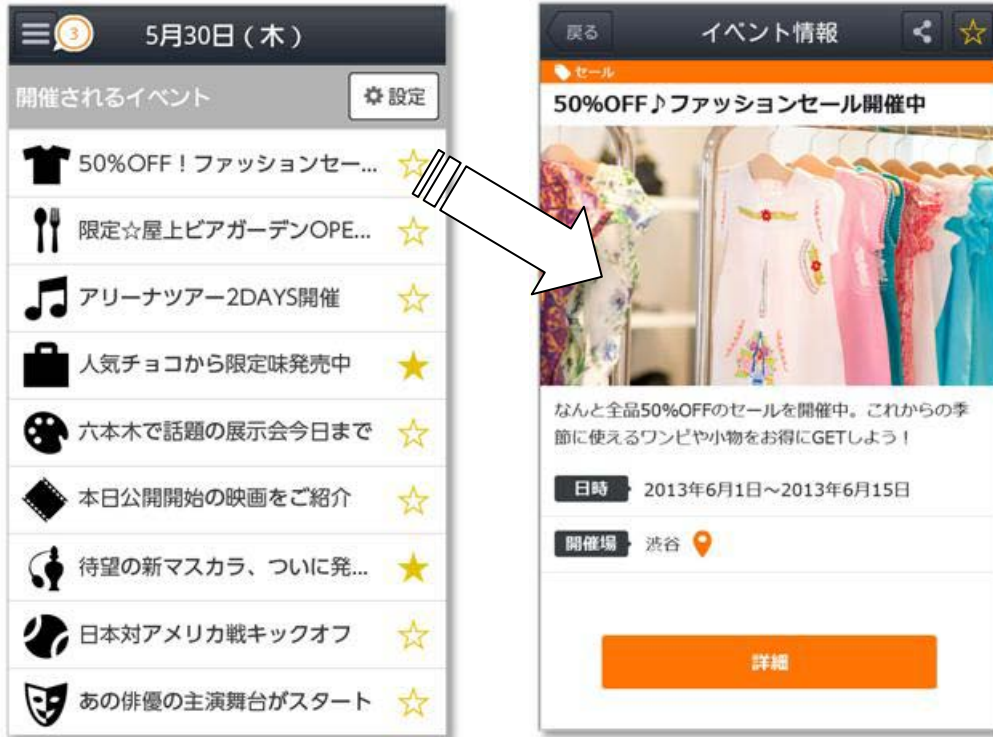 3
5月30日(木)
開催されるイベント
設定
50%OFF!ファッションセー...
限定☆屋上ビアガーデンOPE...
アリーナツアー2DAYS開催
人気チョコから限定味発売中
六本木で話題の展示会今日まで
本日公開開始の映画をご紹介
待望の新マスカラ、ついに発...
日本対アメリカ戦キックオフ
あの俳優の主演舞台がスタート
戻る
イベント情報
セール
50%OFF♪ファッションセール開催中
なんと全品50%OFFのセールを開催中。これからの季
節に使えるワンピや小物をお得にGETしよう!
日時 2013年6月1日~2013年6月15日
開催場 渋谷
詳細